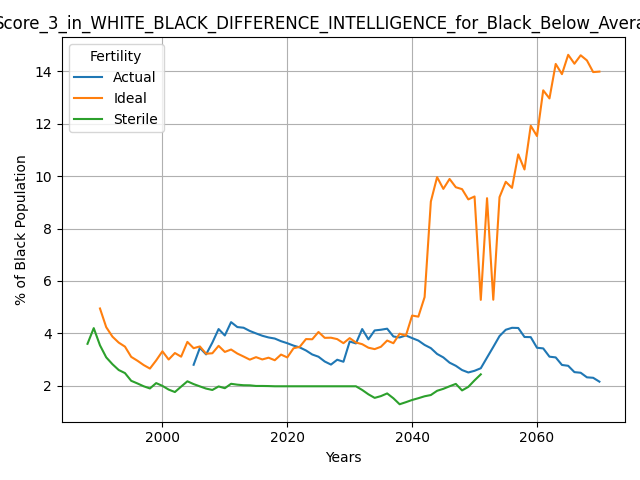 Score_3_in_WHITE_BLACK_DIFFERENCE_INTELLIGENCE_for_Black_Below_Avera
Fertility
Actual
Ideal
Sterile
14
12
10
8
6
4
2
% of Black Population
2000
2020
2040
2060
Years